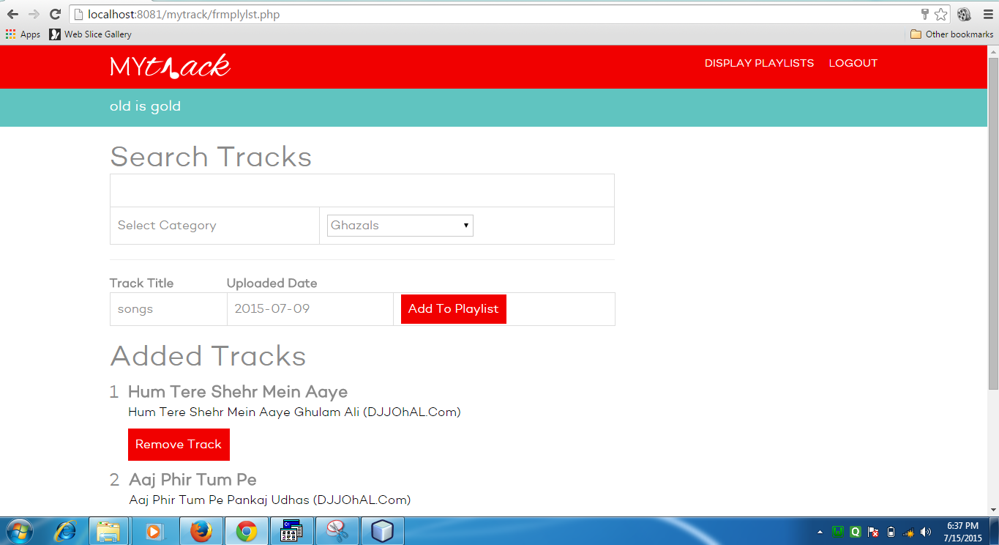 localhost:8081/mytrack/frmplylst.php
Apps Web Slice Gallery Other bookmarks
MYtrack DISPLAY PLAYLISTS LOGOUT
old is gold
Search Tracks
Select Category Ghazals
Track Title Uploaded Date
songs 2015-07-09 Add To Playlist
Added Tracks
1 Hum Tere Shehr Mein Aaye
Hum Tere Shehr Mein Aaye Ghulam Ali (DJJOhAL.Com)
Remove Track
2 Aaj Phir Tum Pe
Aaj Phir Tum Pe Pankaj Udhas (DJJOhAL.Com)
6:37 PM
7/15/2015